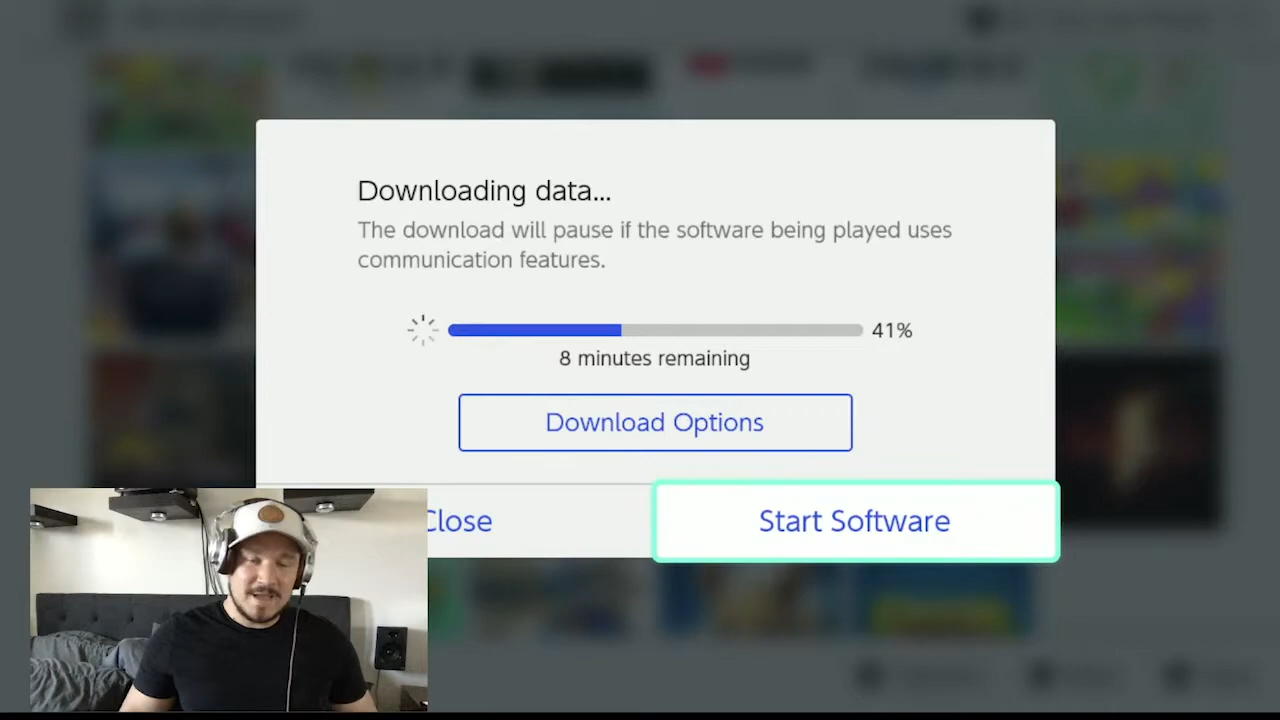 Downloading data...
The download will pause if the software being played uses
communication features.
41%
8 minutes remaining
Download Options
Close
Start Software